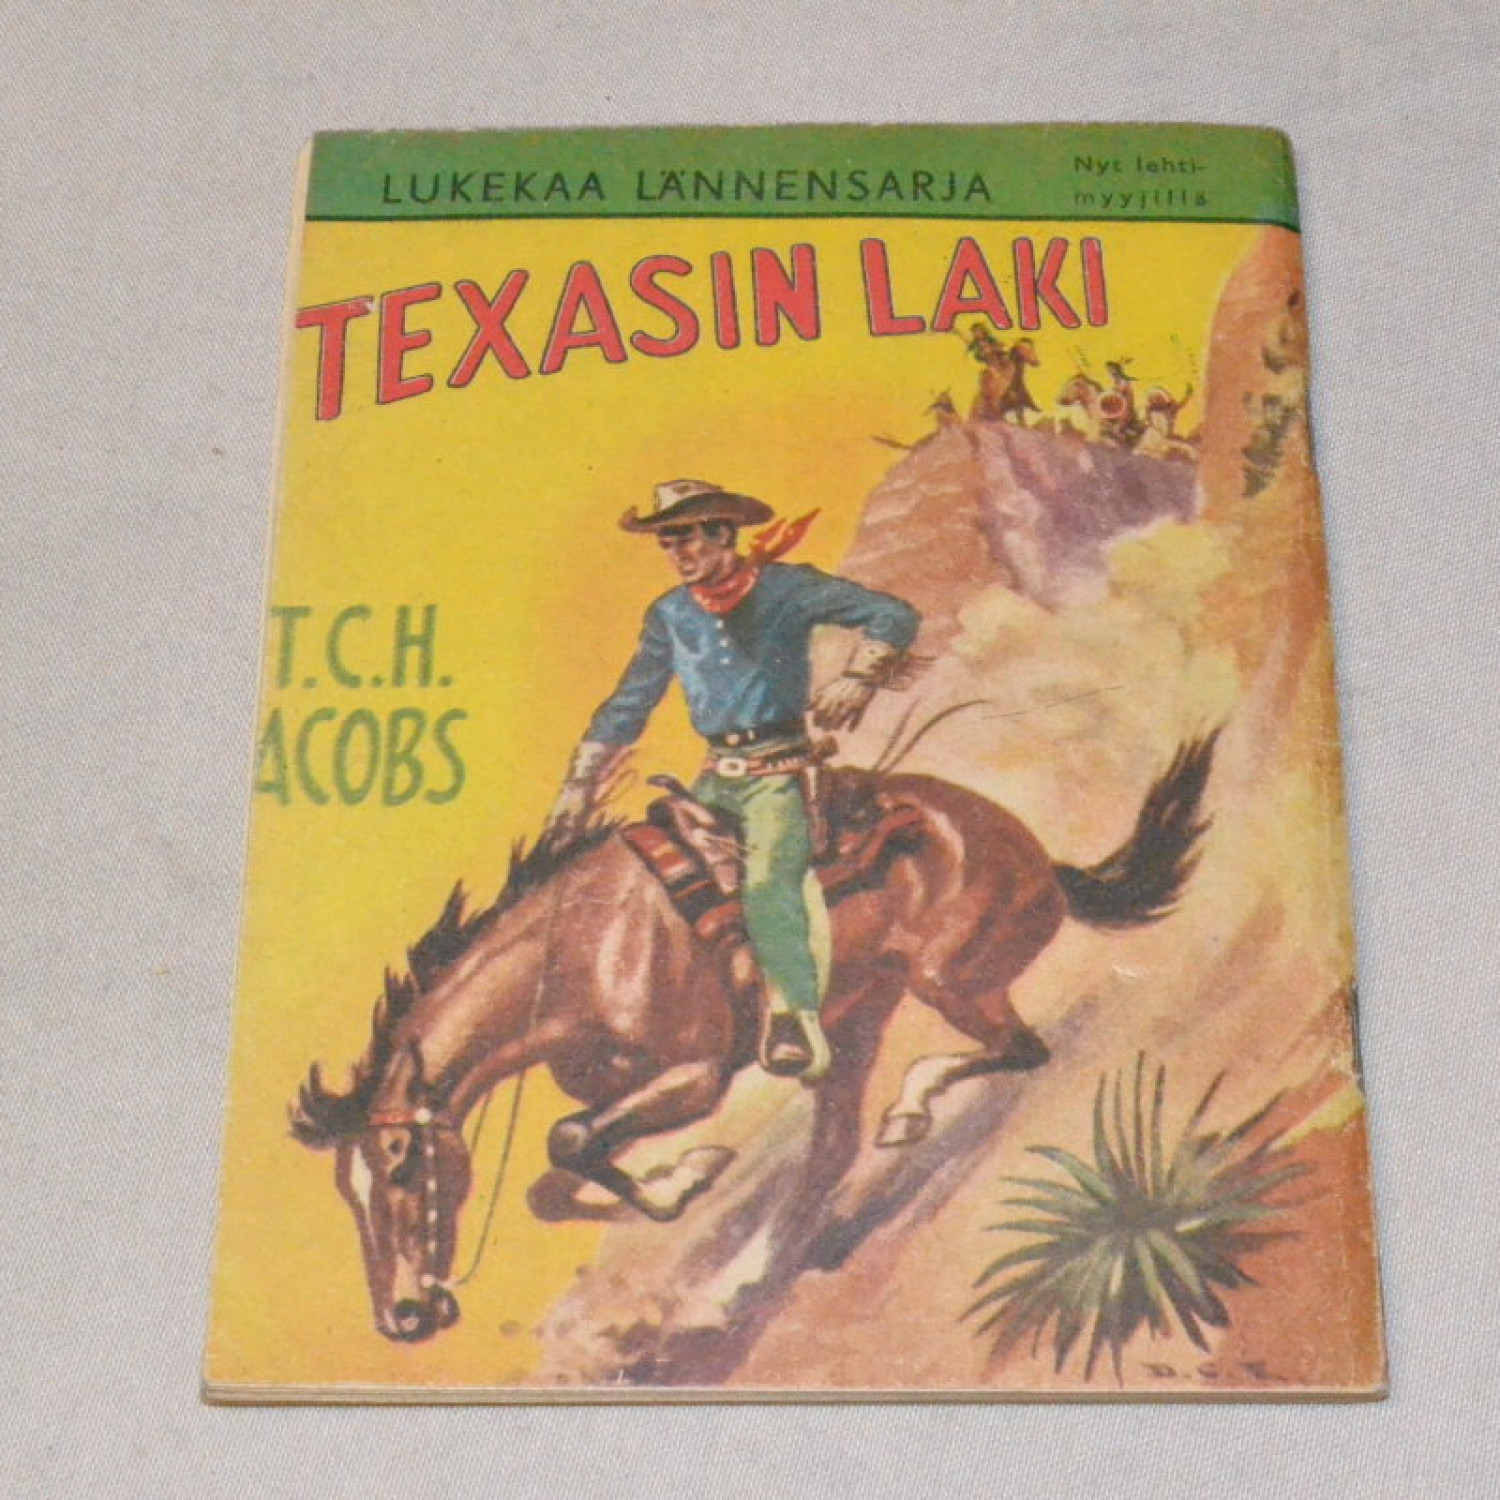 LUKEKAA LÄNNENSARJA
Nyt lehti-
myyjillä
TEXASIN LAKI
T.C.H.
ACOBS
D.C.E.